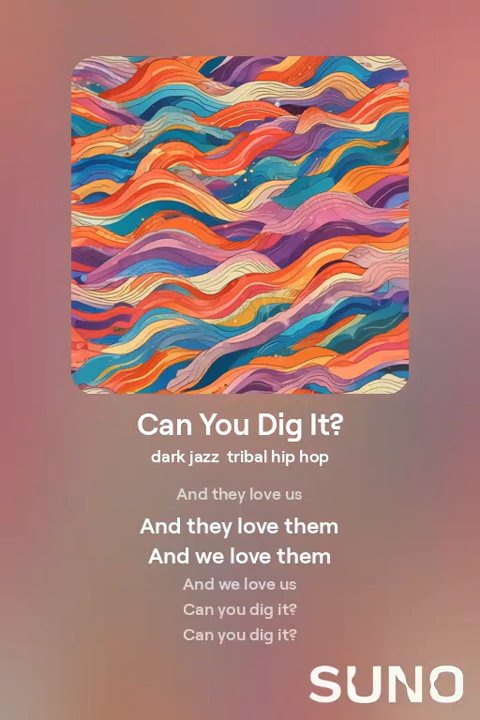 Can You Dig It?
dark jazz tribal hip hop
And they love us
And they love them
And we love them
And we love us
Can you dig it?
Can you dig it?
SUNO